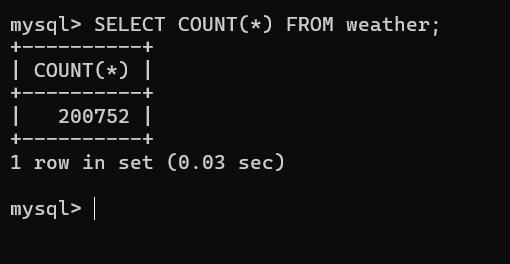 mysql> SELECT COUNT(*) FROM weather;
+----------+
| COUNT(*) |
+----------+
|   200752 |
+----------+
1 row in set (0.03 sec)
mysql>